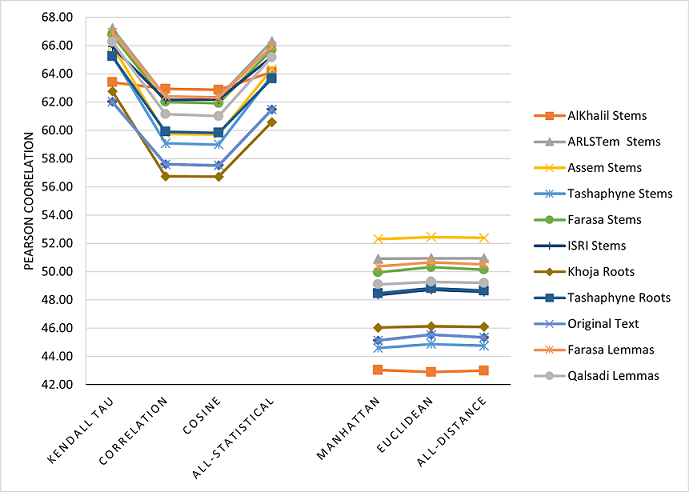 68.00
66.00
64.00
62.00
60.00
58.00
56.00
54.00
52.00
50.00
48.00
46.00
44.00
42.00
PEARSON COORELATION
KENDALL TAU
CORRELATION
COSINE
ALL-STATISTICAL
MANHATTAN
EUCLIDEAN
ALL-DISTANCE
AlKhalil Stems
ARLSTem Stems
Assem Stems
Tashaphyne Stems
Farasa Stems
ISRI Stems
Khoja Roots
Tashaphyne Roots
Original Text
Farasa Lemmas
Qalsadi Lemmas